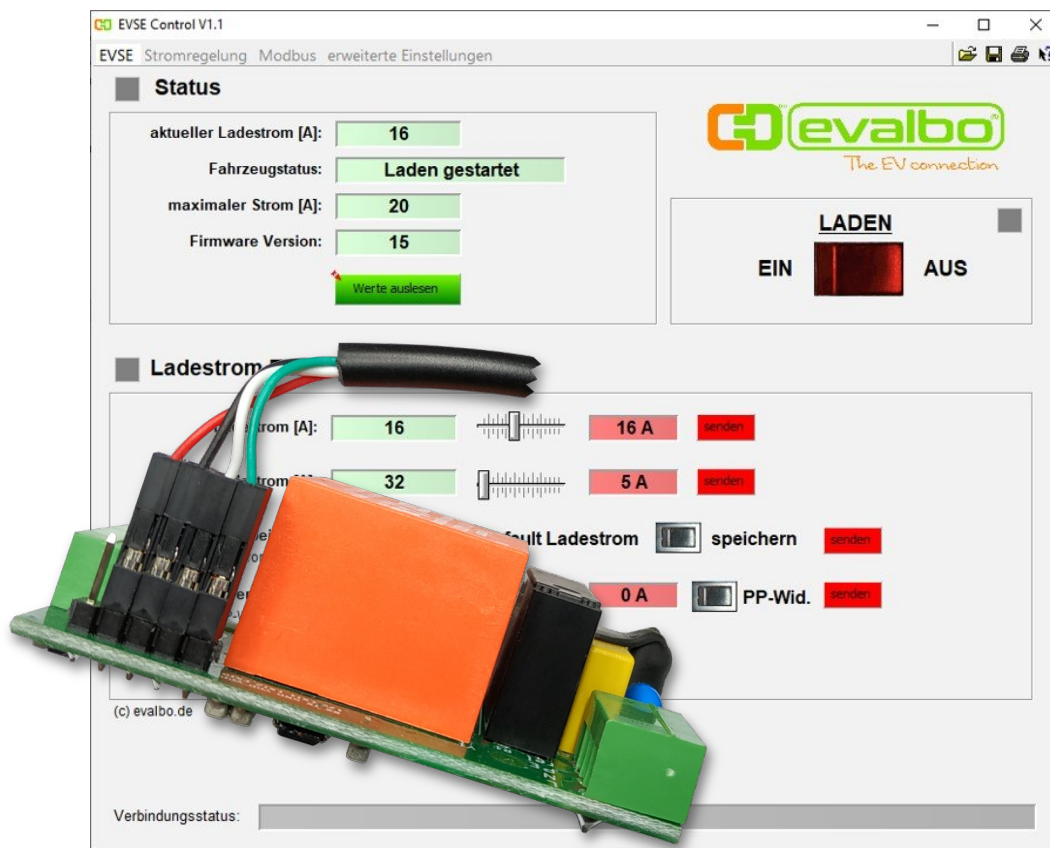 EVSE Control V1.1
EVSE Stromregelung Modbus erweiterte Einstellungen
Status
aktueller Ladestrom [A]: 16
Fahrzeugstatus: Laden gestartet
maximaler Strom [A]: 20
Firmware Version: 15
Werte auslesen
evalbo
The EV connection
LADEN
EIN AUS
Ladestrom
[A]: 16 16 A senden
32 5 A senden
Ladestrom speichern senden
0 A PP-Wid. senden
(c) evalbo.de
Verbindungsstatus: